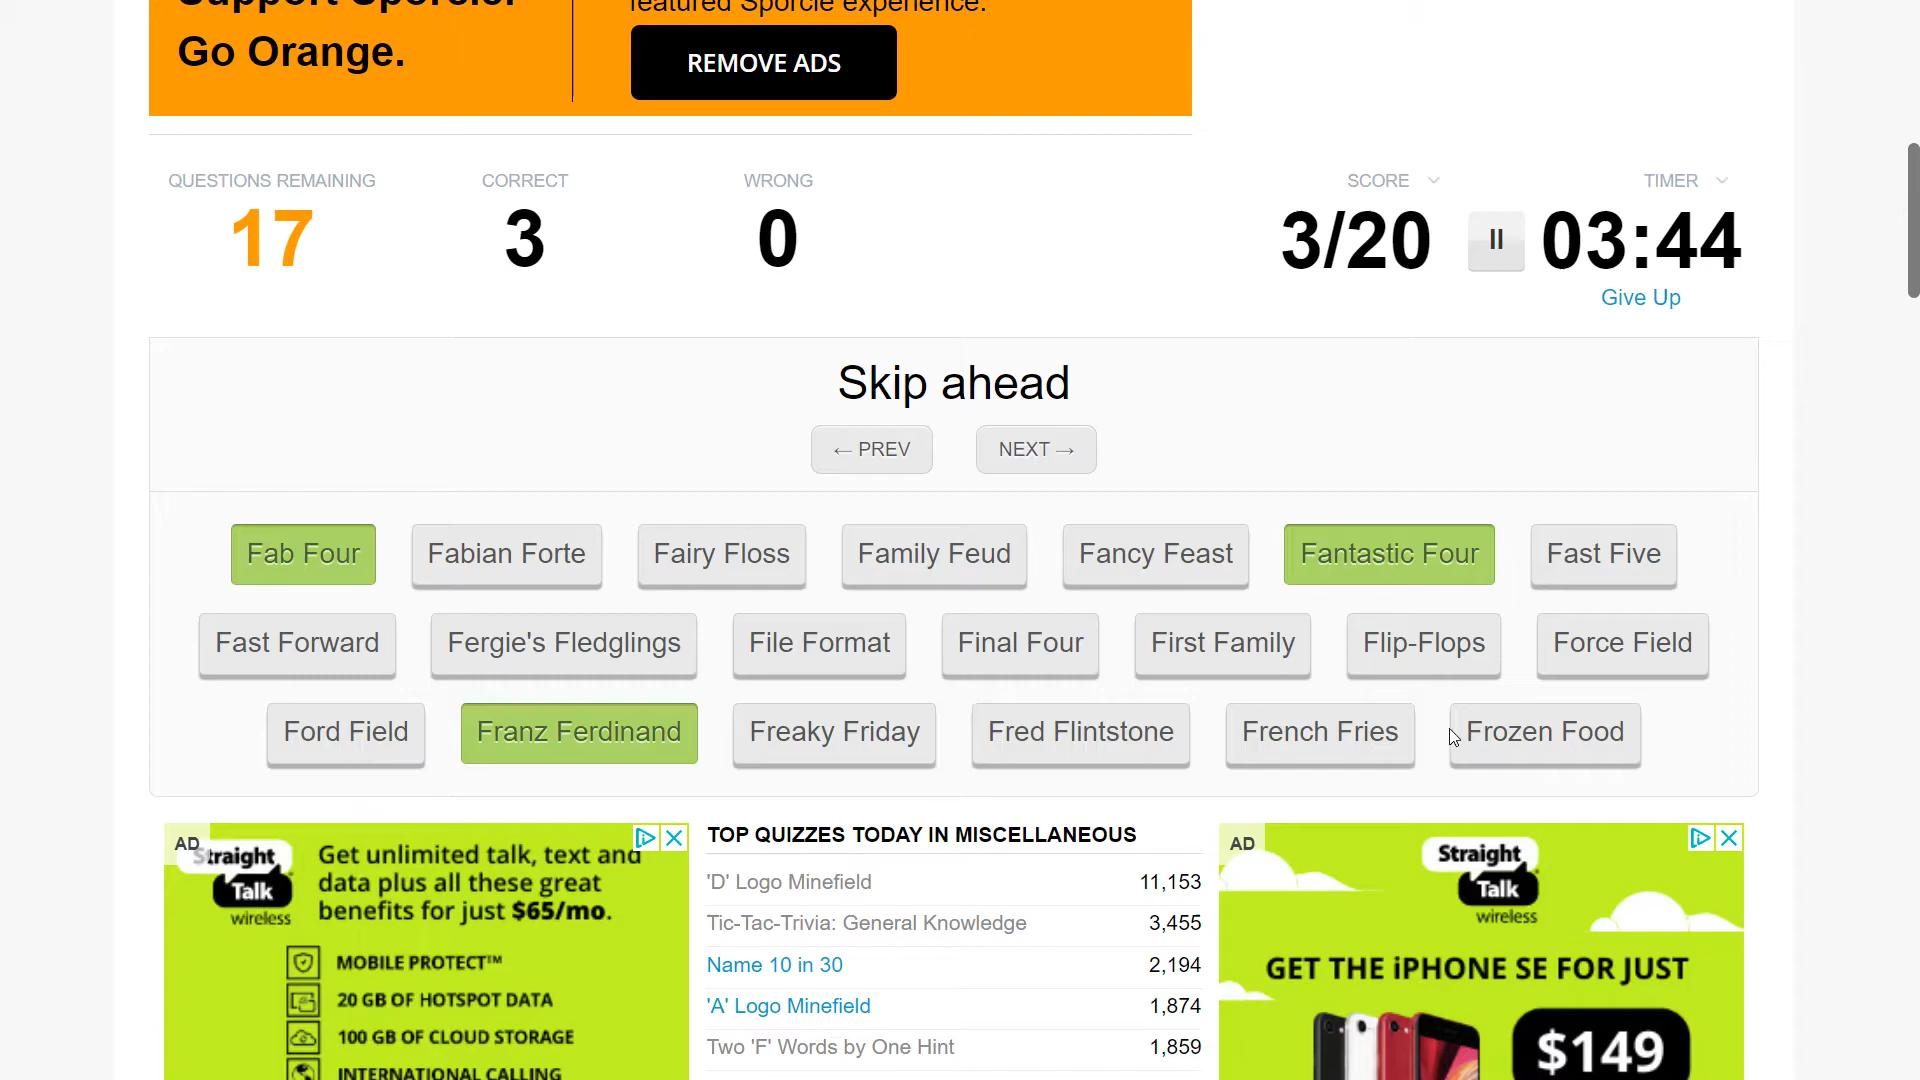 Go Orange.
featured Sporcle experience.
REMOVE ADS
QUESTIONS REMAINING
17
CORRECT
3
WRONG
0
SCORE
3/20
TIMER
03:44
Give Up
Skip ahead
← PREV
NEXT →
Fab Four
Fabian Forte
Fairy Floss
Family Feud
Fancy Feast
Fantastic Four
Fast Five
Fast Forward
Fergie's Fledglings
File Format
Final Four
First Family
Flip-Flops
Force Field
Ford Field
Franz Ferdinand
Freaky Friday
Fred Flintstone
French Fries
Frozen Food
AD
Straight
Talk
wireless
Get unlimited talk, text and
data plus all these great
benefits for just $65/mo.
MOBILE PROTECT™
20 GB OF HOTSPOT DATA
100 GB OF CLOUD STORAGE
INTERNATIONAL CALLING
TOP QUIZZES TODAY IN MISCELLANEOUS
'D' Logo Minefield 11,153
Tic-Tac-Trivia: General Knowledge 3,455
Name 10 in 30 2,194
'A' Logo Minefield 1,874
Two 'F' Words by One Hint 1,859
AD
Straight
Talk
wireless
GET THE iPHONE SE FOR JUST
$149